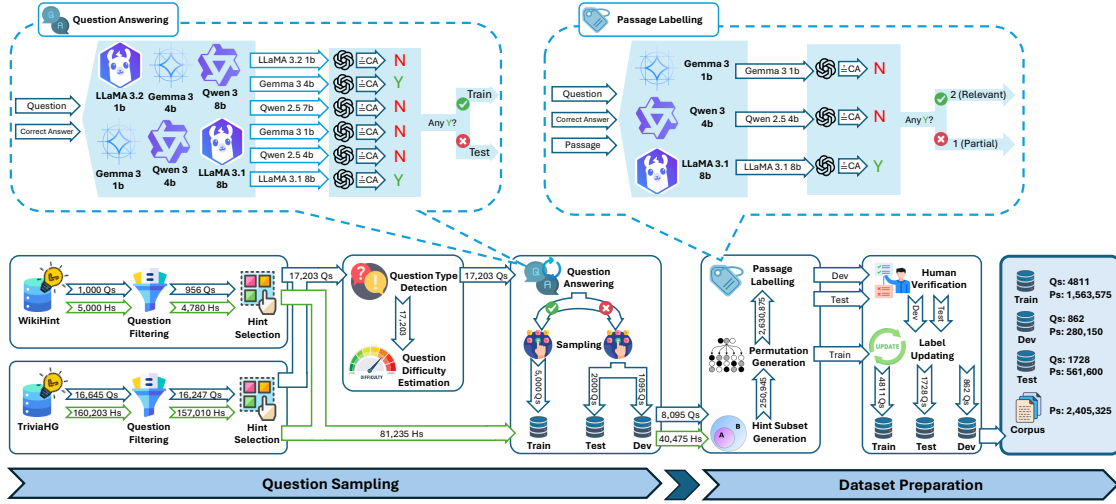 Question Answering
Question
Correct Answer
LLaMA 3.2
1b
Gemma 3
4b
Qwen 3
8b
Gemma 3
1b
Qwen 3
4b
LLaMA 3.1
8b
LLaMA 3.2 1b
Gemma 3 4b
Qwen 2.5 7b
Gemma 3 1b
Qwen 2.5 4b
LLaMA 3.1 8b
≟CA N
≟CA Y
≟CA N
≟CA N
≟CA N
≟CA Y
Any Y?
Train
Test
Passage Labelling
Question
Correct Answer
Passage
Gemma 3
1b
Qwen 3
4b
LLaMA 3.1
8b
Gemma 3 1b
Qwen 2.5 4b
LLaMA 3.1 8b
≟CA N
≟CA N
≟CA Y
Any Y?
2 (Relevant)
1 (Partial)
WikiHint
1,000 Qs
5,000 Hs
Question
Filtering
956 Qs
4,780 Hs
Hint
Selection
TriviaHG
16,645 Qs
160,203 Hs
Question
Filtering
16,247 Qs
157,010 Hs
Hint
Selection
17,203 Qs
81,235 Hs
Question Type
Detection
17,203
DIFFICULTY
Question
Difficulty
Estimation
17,203 Qs
Question
Answering
Sampling
5,000 Qs
2000 Qs
1095 Qs
Train
Test
Dev
8,095 Qs
40,475 Hs
Passage
Labelling
2,630,875
Permutation
Generation
250,945
A
B
Hint Subset
Generation
Dev
Test
Train
Human
Verification
Dev
Test
UPDATE
Label
Updating
4811 Qs
1728 Qs
862 Qs
Train
Test
Dev
Train
Qs: 4811
Ps: 1,563,575
Dev
Qs: 862
Ps: 280,150
Test
Qs: 1728
Ps: 561,600
Corpus
Ps: 2,405,325
Question Sampling
Dataset Preparation